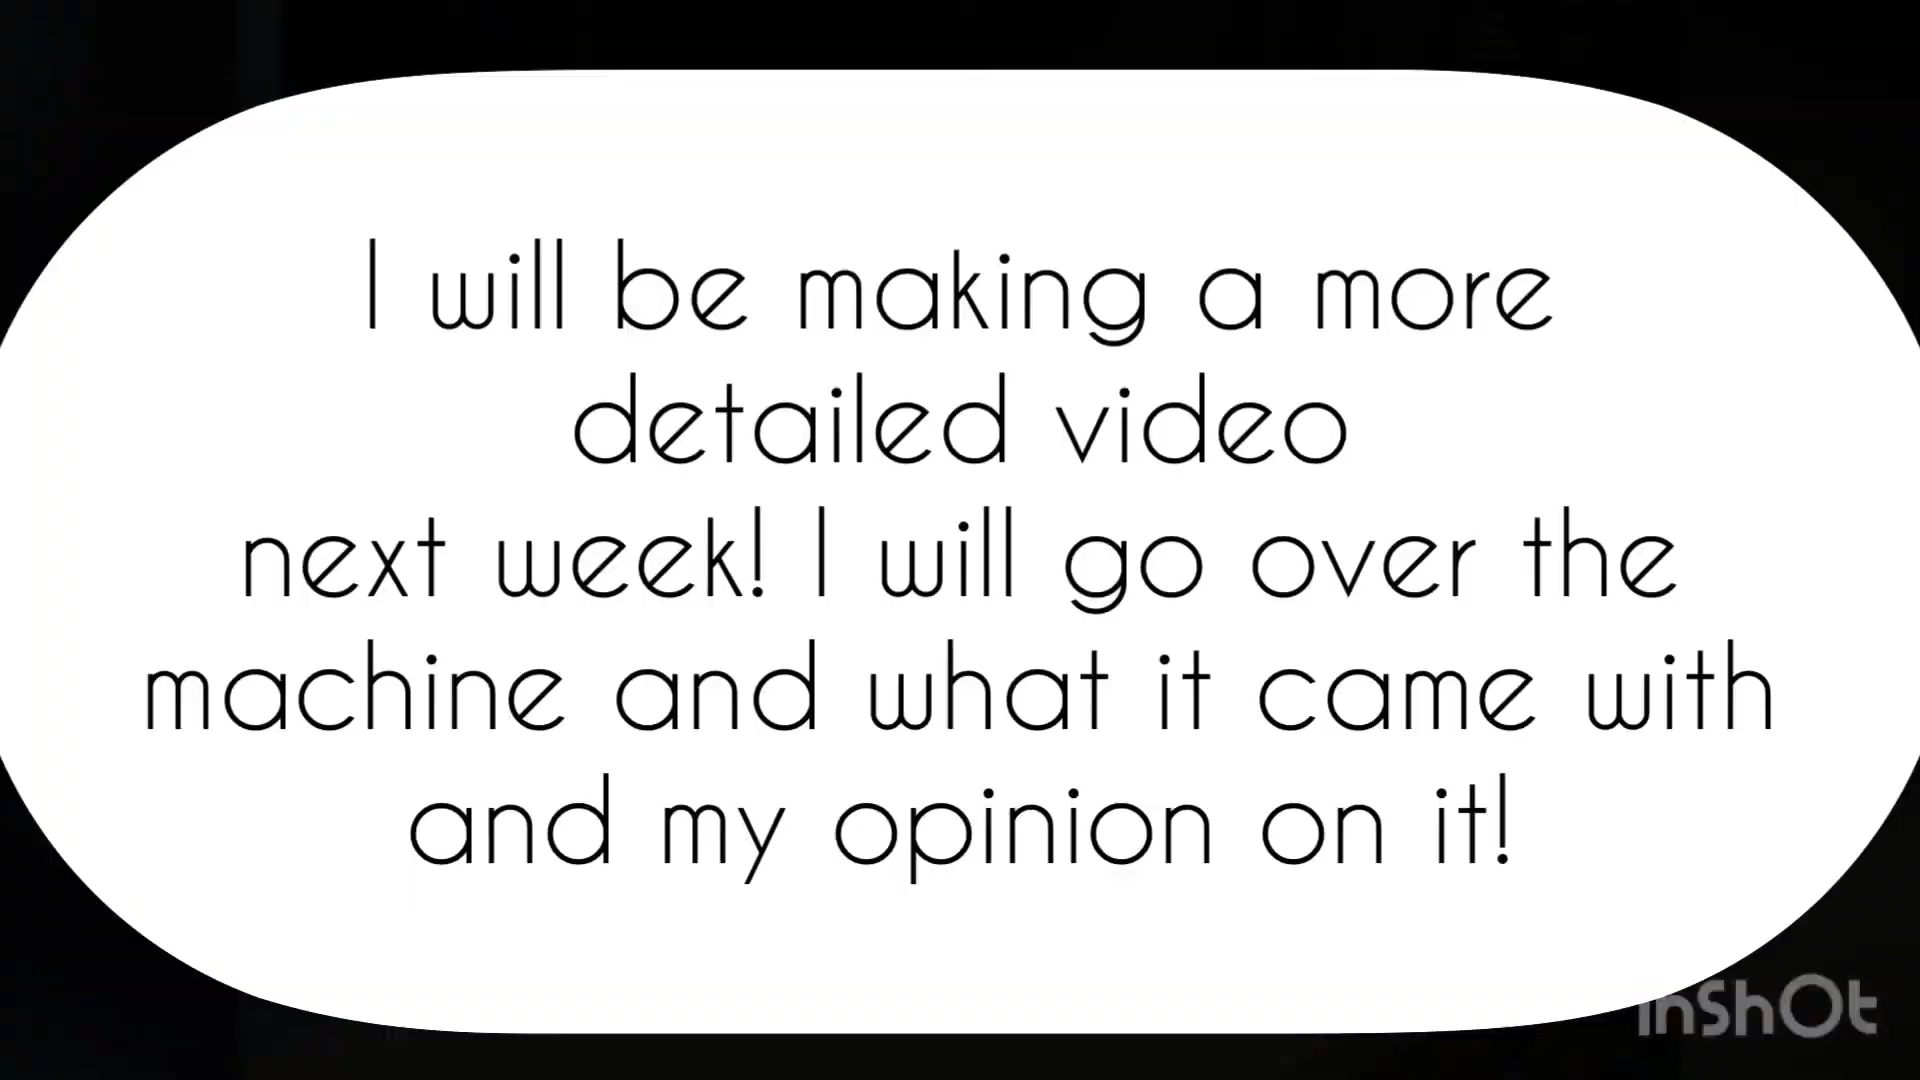 I will be making a more
detailed video
next week! I will go over the
machine and what it came with
and my opinion on it!
InShOt